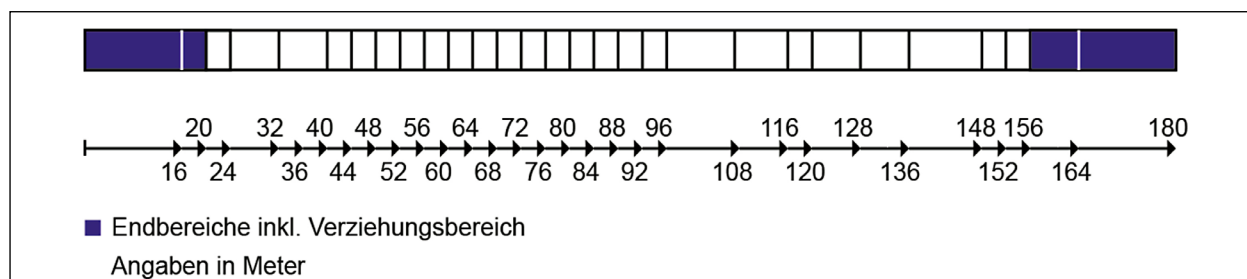 20 32 40 48 56 64 72 80 88 96 116 128 148 156 180
16 24 36 44 52 60 68 76 84 92 108 120 136 152 164
Endbereiche inkl. Verziehungsbereich
Angaben in Meter